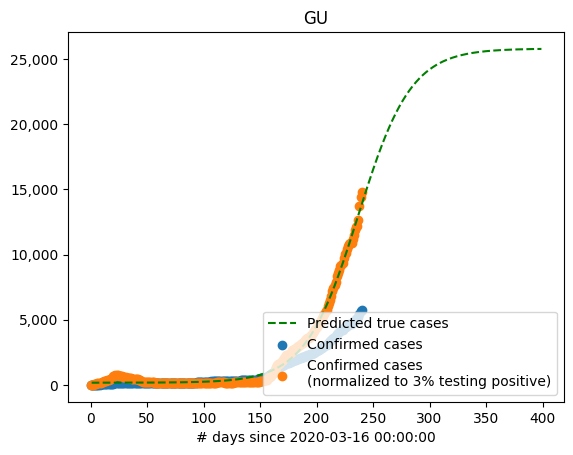 GU
25,000
20,000
15,000
10,000
5,000
0
Predicted true cases
Confirmed cases
Confirmed cases
(normalized to 3% testing positive)
0 50 100 150 200 250 300 350 400
# days since 2020-03-16 00:00:00